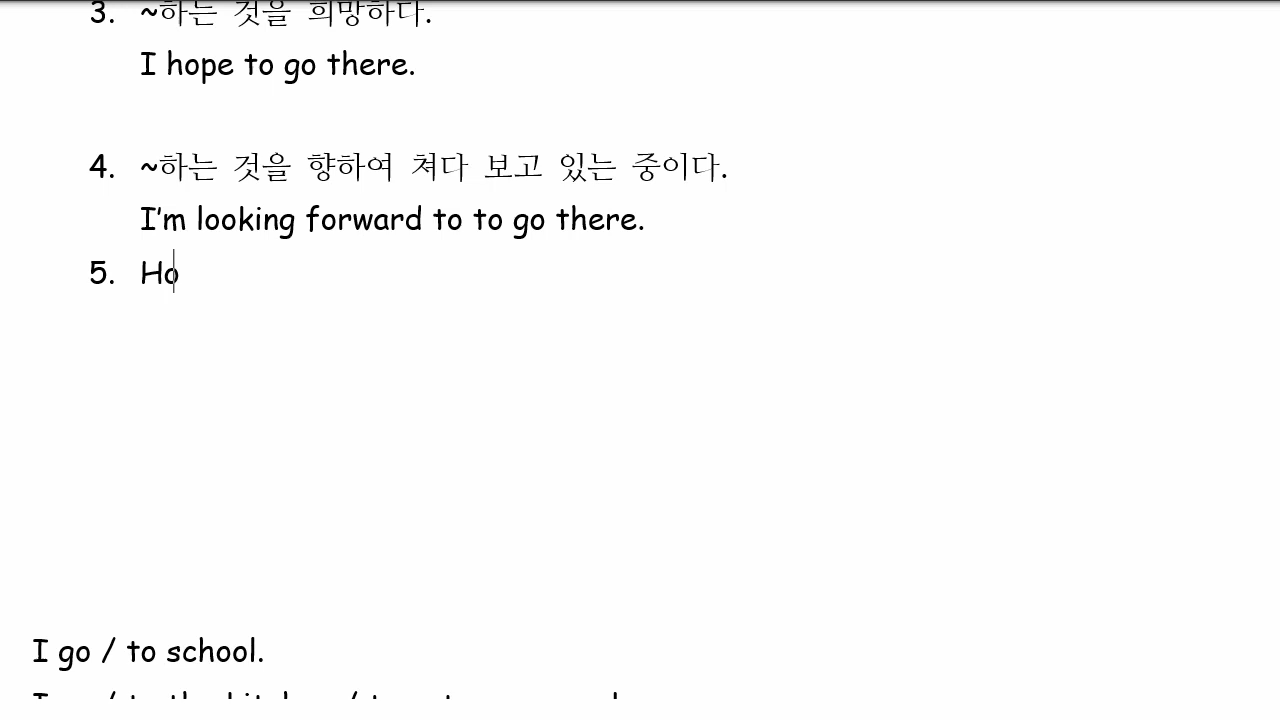 3. ~하는 것을 희망하다.
I hope to go there.
4. ~하는 것을 향하여 쳐다 보고 있는 중이다.
I'm looking forward to to go there.
5. Ho
I go / to school.